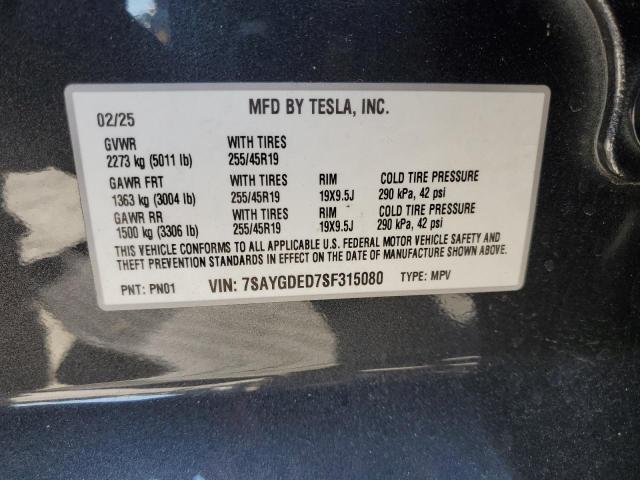 MFD BY TESLA, INC.
02/25
GVWR WITH TIRES
2273 kg (5011 lb) 255/45R19
GAWR FRT WITH TIRES RIM COLD TIRE PRESSURE
1363 kg (3004 lb) 255/45R19 19X9.5J 290 kPa, 42 psi
GAWR RR WITH TIRES RIM COLD TIRE PRESSURE
1500 kg (3306 lb) 255/45R19 19X9.5J 290 kPa, 42 psi
THIS VEHICLE CONFORMS TO ALL APPLICABLE U.S. FEDERAL MOTOR VEHICLE SAFETY AND
THEFT PREVENTION STANDARDS IN EFFECT ON THE DATE OF MANUFACTURE SHOWN ABOVE.
PNT: PN01 VIN: 7SAYGDED7SF315080 TYPE: MPV